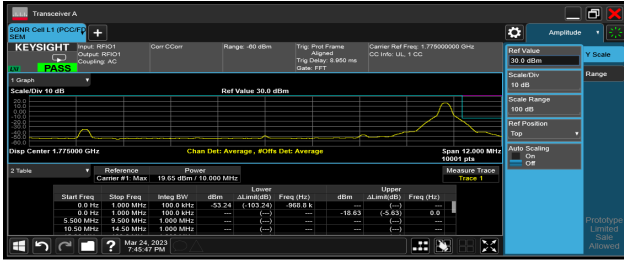 Transceiver A
5GNR Cell L1 (PCC/FD
SEM
+
Amplitude
KEYSIGHT
Input: RFIO1
Output: RFIO1
Coupling: AC
Corr CCorr
Range: -60 dBm
Trig: Prot Frame
Aligned
Trig Delay: 8.950 ms
Gate: FFT
Carrier Ref Freq: 1.775000000 GHz
CC Info: UL, 1 CC
PASS
Ref Value
30.0 dBm
Y Scale
1 Graph
Scale/Div 10 dB
Ref Value 30.0 dBm
Scale/Div
10 dB
Range
20.0
10.0
0.0
Scale Range
100 dB
Ref Position
Top
Disp Center 1.775000 GHz
Chan Det: Average , #Offs Det: Average
Span 12.000 MHz
10001 pts
Auto Scaling
On
Off
2 Table
Reference
Power
Measure Trace
Carrier #1: Max
19.65 dBm / 10.000 MHz
Trace 1
Lower
Upper
Start Freq
Stop Freq
Integ BW
dBm
ΔLimit(dB)
Freq (Hz)
dBm
ΔLimit(dB)
Freq (Hz)
0.0 Hz 1.000 MHz 100.0 kHz -53.24 (-103.24) -968.8 k --- (---) ---
0.0 Hz 1.000 MHz 100.0 kHz --- (---) --- -18.63 (-5.63) 0.0
5.500 MHz 9.500 MHz 1.000 MHz --- (---) --- --- (---) ---
10.50 MHz 14.50 MHz 1.000 MHz --- (---) --- --- (---) ---
Prototype
Limited
Sale
Allowed
?
Mar 24, 2023
7:45:47 PM